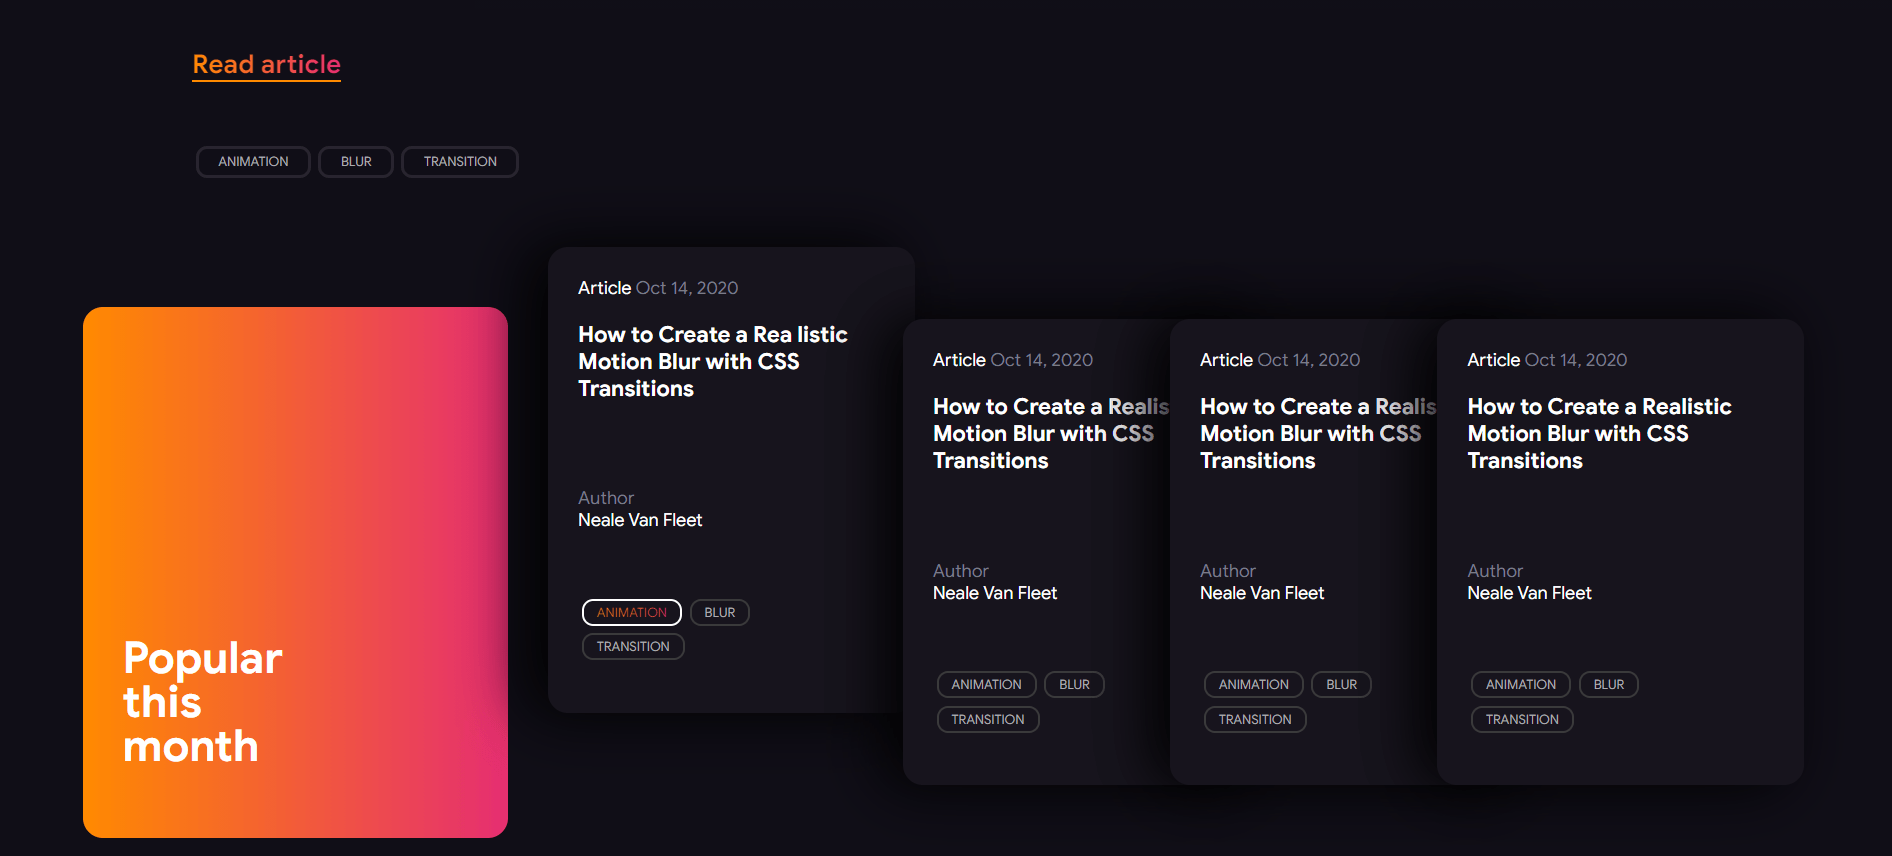 Read article
ANIMATION BLUR TRANSITION
Popular
this
month
Article Oct 14, 2020
How to Create a Rea listic
Motion Blur with CSS
Transitions
Author
Neale Van Fleet
ANIMATION BLUR
TRANSITION
Article Oct 14, 2020
How to Create a Realis
Motion Blur with CSS
Transitions
Author
Neale Van Fleet
ANIMATION BLUR
TRANSITION
Article Oct 14, 2020
How to Create a Realis
Motion Blur with CSS
Transitions
Author
Neale Van Fleet
ANIMATION BLUR
TRANSITION
Article Oct 14, 2020
How to Create a Realistic
Motion Blur with CSS
Transitions
Author
Neale Van Fleet
ANIMATION BLUR
TRANSITION